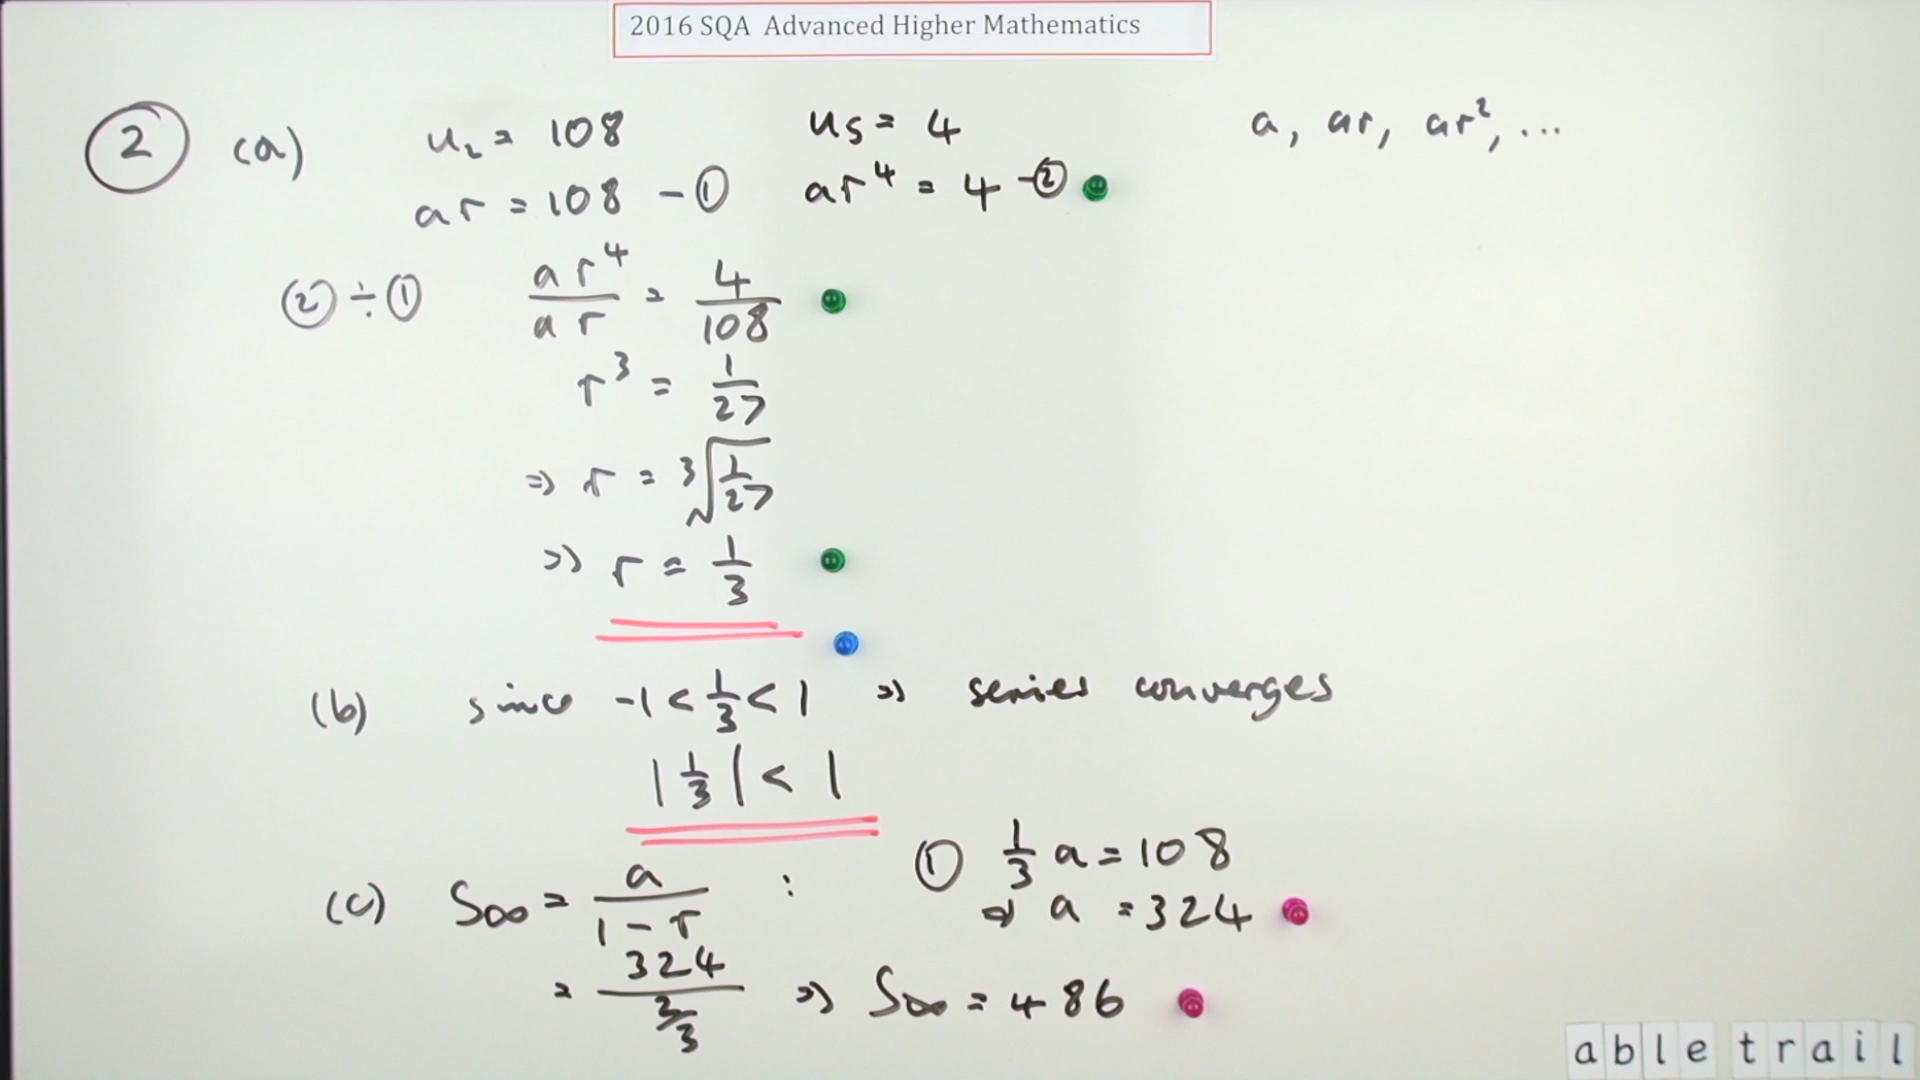 2016 SQA Advanced Higher Mathematics
② (a) u₂ = 108 u₅ = 4 a, ar, ar², ...
ar = 108 – ① ar⁴ = 4 – ②
② ÷ ① ar⁴/ar = 4/108
r³ = 1/27
⇒ r = ³√(1/27)
⇒ r = 1/3
(b) since -1 < 1/3 < 1 ⇒ series converges
|1/3| < 1
(c) S∞ = a/(1 - r) : ① 1/3 a = 108
⇒ a = 324
= 324/(2/3) ⇒ S∞ = 486
able trail